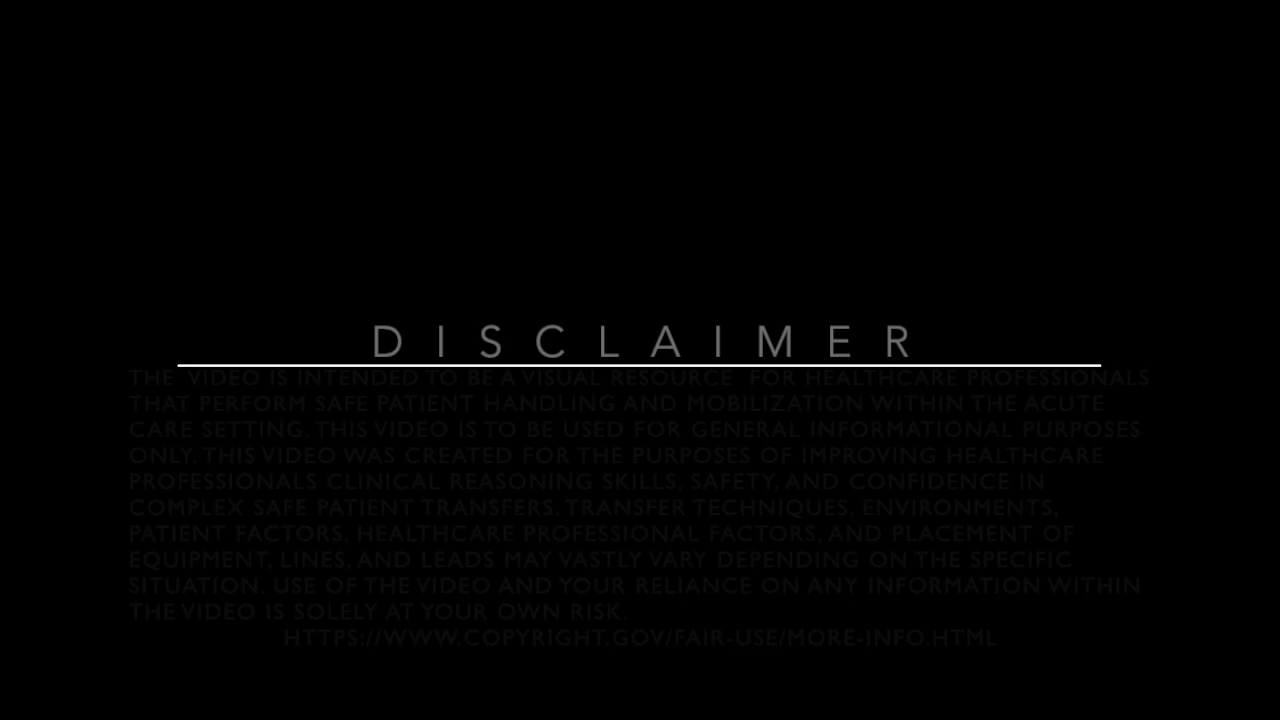 DISCLAIMER
THE VIDEO IS INTENDED TO BE A VISUAL RESOURCE FOR HEALTHCARE PROFESSIONALS
THAT PERFORM SAFE PATIENT HANDLING AND MOBILIZATION WITHIN THE ACUTE
CARE SETTING. THIS VIDEO IS TO BE USED FOR GENERAL INFORMATIONAL PURPOSES
ONLY. THIS VIDEO WAS CREATED FOR THE PURPOSES OF IMPROVING HEALTHCARE
PROFESSIONALS CLINICAL REASONING SKILLS, SAFETY, AND CONFIDENCE IN
COMPLEX SAFE PATIENT TRANSFERS. TRANSFER TECHNIQUES, ENVIRONMENTS,
PATIENT FACTORS, HEALTHCARE PROFESSIONAL FACTORS, AND PLACEMENT OF
EQUIPMENT, LINES, AND LEADS MAY VASTLY VARY DEPENDING ON THE SPECIFIC
SITUATION. USE OF THE VIDEO AND YOUR RELIANCE ON ANY INFORMATION WITHIN
THE VIDEO IS SOLELY AT YOUR OWN RISK.
HTTPS://WWW.COPYRIGHT.GOV/FAIR-USE/MORE-INFO.HTML